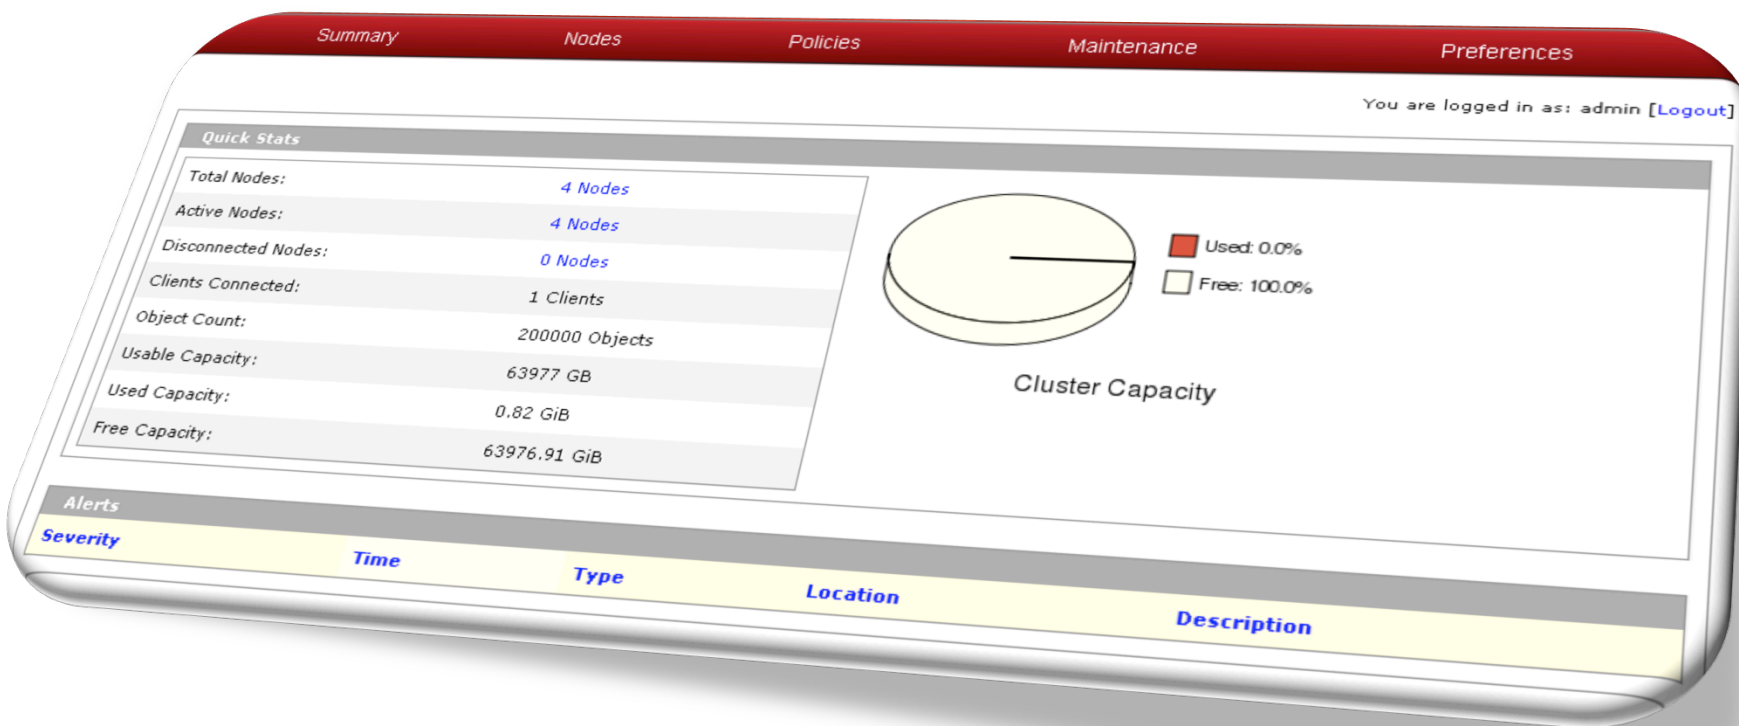 Summary Nodes Policies Maintenance Preferences
You are logged in as: admin [Logout]
Quick Stats
Total Nodes: 4 Nodes
Active Nodes: 4 Nodes
Disconnected Nodes: 0 Nodes
Clients Connected: 1 Clients
Object Count: 200000 Objects
Usable Capacity: 63977 GB
Used Capacity: 0.82 GiB
Free Capacity: 63976.91 GiB
Used: 0.0%
Free: 100.0%
Cluster Capacity
Alerts
Severity Time Type Location Description